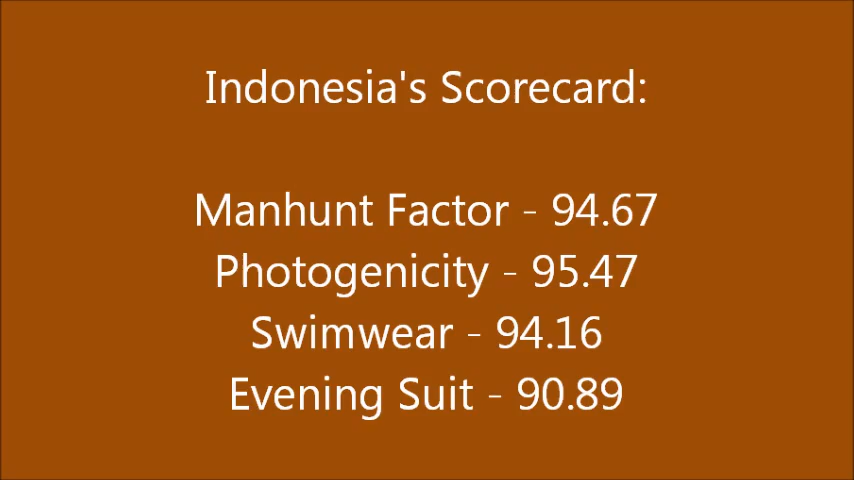 Indonesia's Scorecard:
Manhunt Factor - 94.67
Photogenicity - 95.47
Swimwear - 94.16
Evening Suit - 90.89